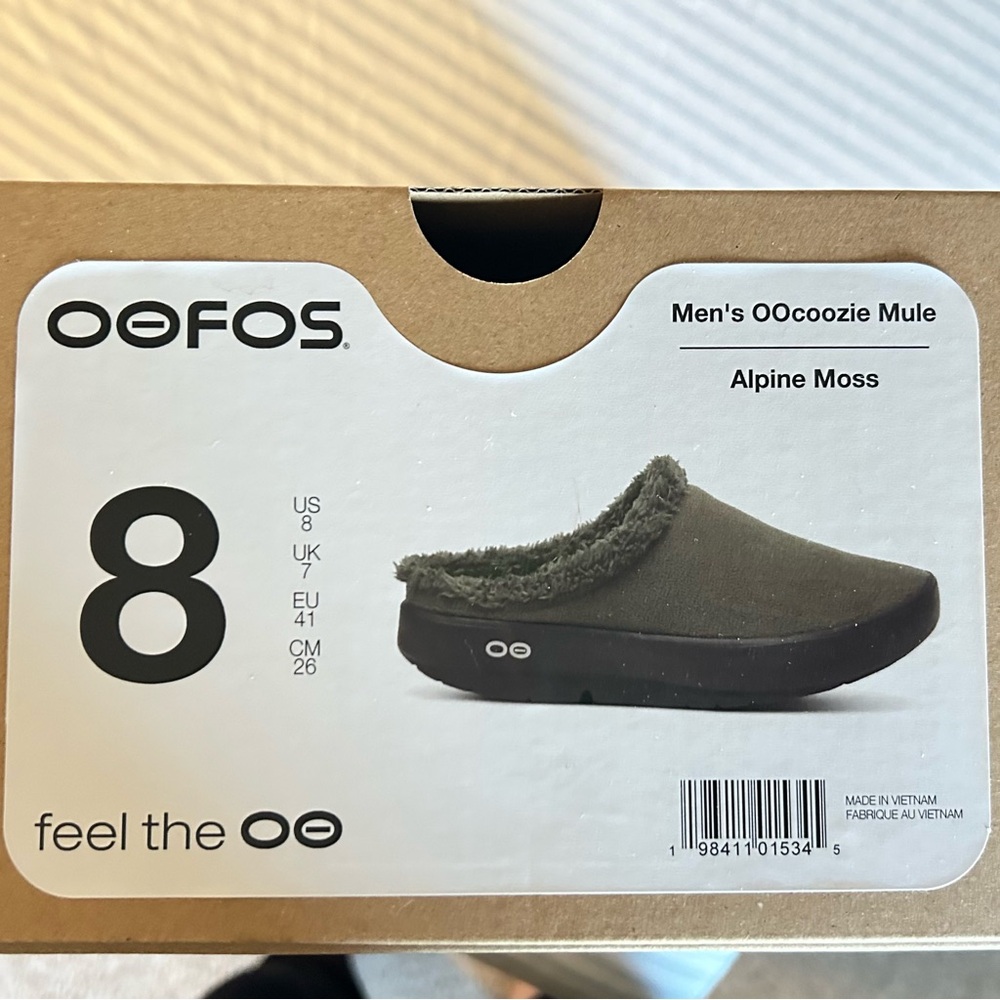 OOFOS®
Men's OOcoozie Mule
Alpine Moss
8
US
8
UK
7
EU
41
CM
26
OO
feel the OO
1 98411 01534 5
MADE IN VIETNAM
FABRIQUE AU VIETNAM